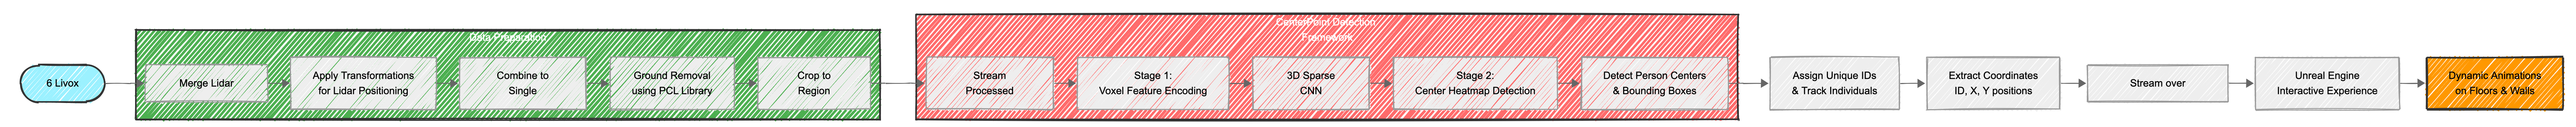 6 Livox
Data Preparation
Merge Lidar
Apply Transformations
for Lidar Positioning
Combine to
Single
Ground Removal
using PCL Library
Crop to
Region
CenterPoint Detection
Framework
Stream
Processed
Stage 1:
Voxel Feature Encoding
3D Sparse
CNN
Stage 2:
Center Heatmap Detection
Detect Person Centers
& Bounding Boxes
Assign Unique IDs
& Track Individuals
Extract Coordinates
ID, X, Y positions
Stream over
Unreal Engine
Interactive Experience
Dynamic Animations
on Floors & Walls